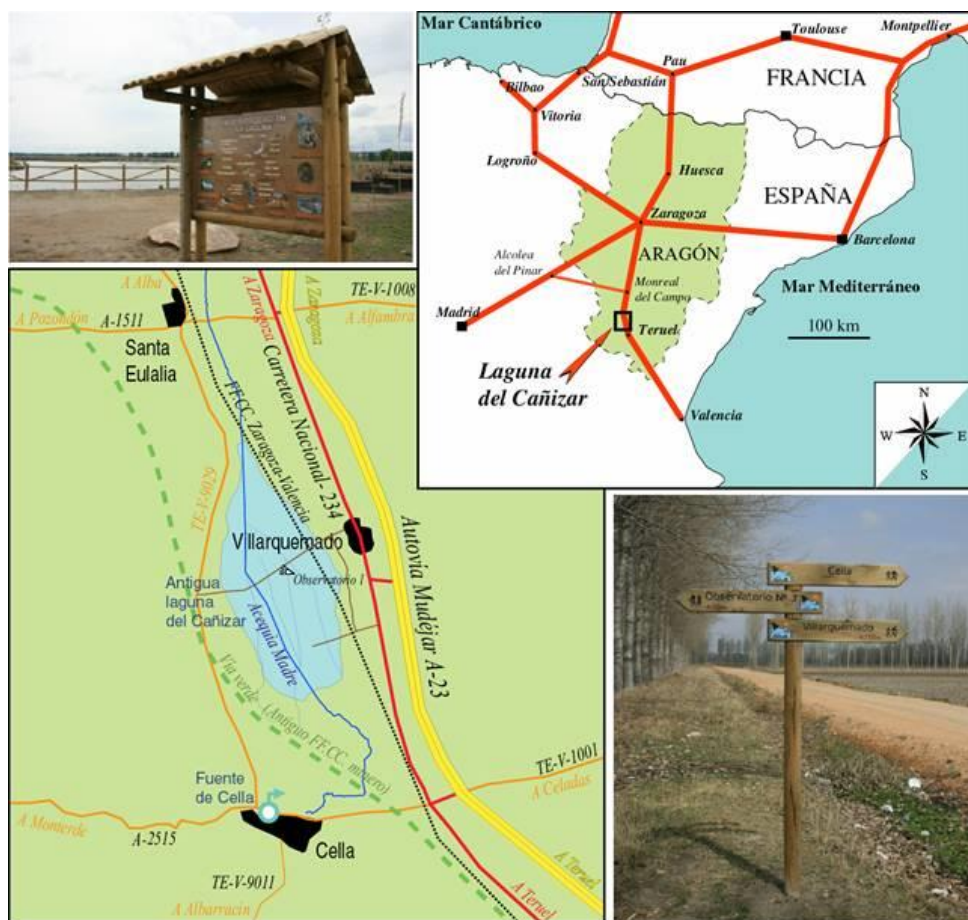 Mar Cantábrico
Toulouse
Montpellier
Pau
San Sebastián
FRANCIA
Bilbao
Vitoria
Logroño
Huesca
ESPAÑA
Zaragoza
Barcelona
ARAGÓN
Alcolea
del Pinar
Monreal
del Campo
Mar Mediterráneo
Madrid
Teruel
100 km
Laguna
del Cañizar
Valencia
N
W
E
S
A Alba
A Zaragoza
A Zaragoza
TE-V-1008
A Pozondón
A-1511
A Alfambra
Santa
Eulalia
FF.CC. Zaragoza-Valencia
Carretera Nacional- 234
TE-V-9029
Villarquemado
Observatorio 1
Antigua
laguna
del Cañizar
Acequia Madre
Autovia Mudéjar A-23
Vía verde - (Antiguo FF.CC. minero)
TE-V-1001
A Celadas
Fuente
de Cella
A Monterde
A-2515
Cella
TE-V-9011
A Albarracín
A Teruel
A Teruel
Cella
Observatorio
Villarquemado